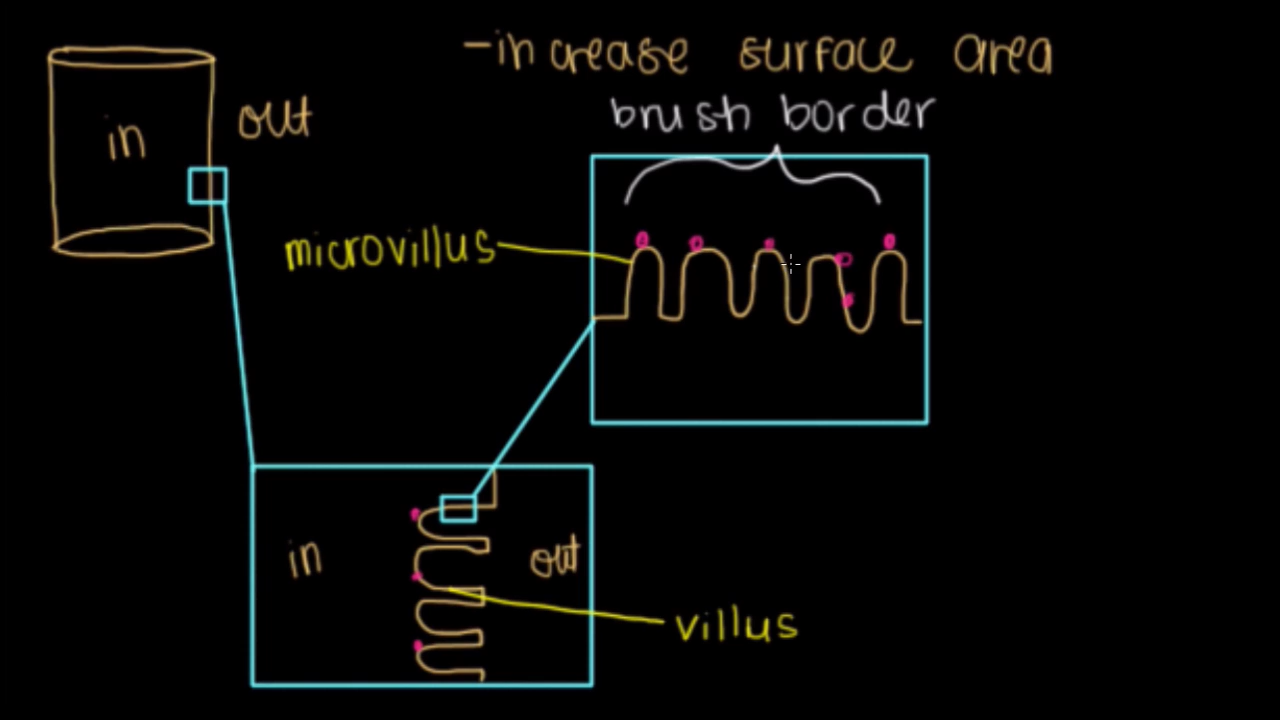 -increase surface area
brush border
in
out
microvillus
in
out
villus